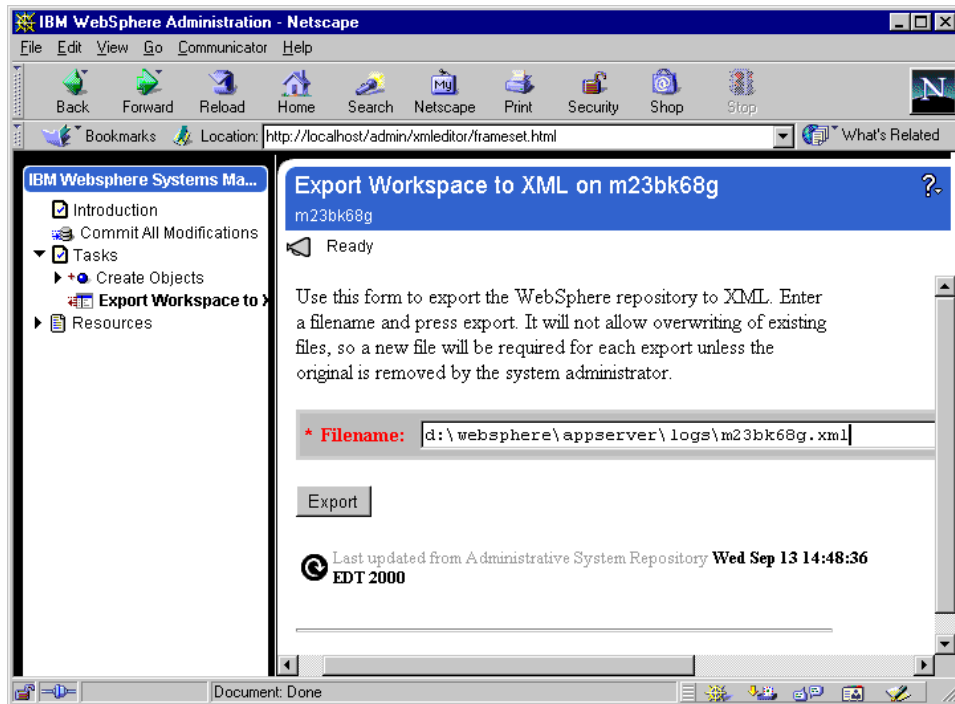 IBM WebSphere Administration - Netscape
File Edit View Go Communicator Help
My
N
Back Forward Reload Home Search Netscape Print Security Shop Stop
Bookmarks Location: http://localhost/admin/xmleditor/frameset.html What's Related
IBM Websphere Systems Ma...
Introduction
Commit All Modifications
Tasks
Create Objects
Export Workspace to X
Resources
Export Workspace to XML on m23bk68g
?
m23bk68g
Ready
Use this form to export the WebSphere repository to XML. Enter
a filename and press export. It will not allow overwriting of existing
files, so a new file will be required for each export unless the
original is removed by the system administrator.
* Filename: d:\websphere\appserver\logs\m23bk68g.xml
Export
Last updated from Administrative System Repository Wed Sep 13 14:48:36
EDT 2000
Document: Done